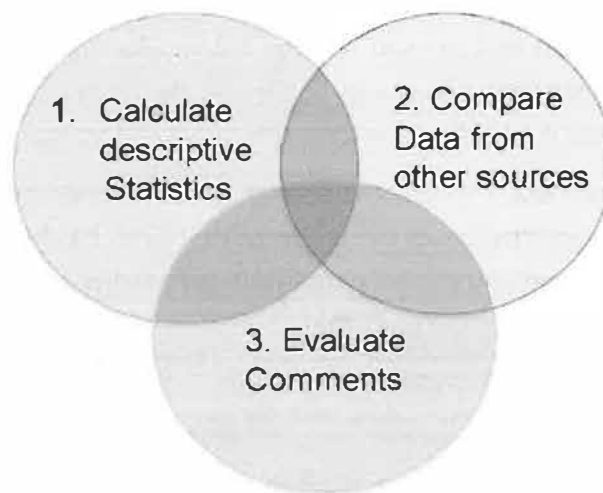 1. Calculate
descriptive
Statistics
2. Compare
Data from
other sources
3. Evaluate
Comments